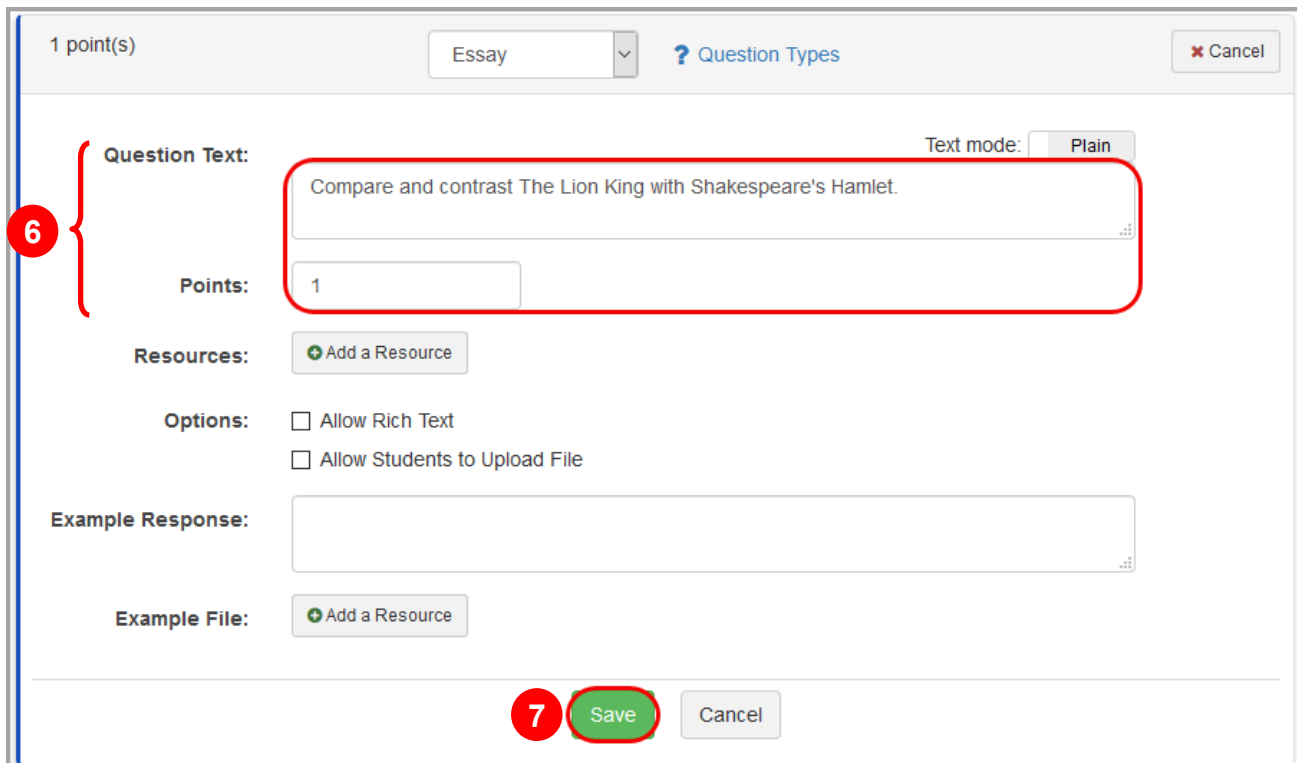 1 point(s)
Essay
? Question Types
Cancel
Text mode:
Plain
Question Text:
Compare and contrast The Lion King with Shakespeare's Hamlet.
6
Points:
1
Resources:
Add a Resource
Options:
Allow Rich Text
Allow Students to Upload File
Example Response:
Example File:
Add a Resource
7
Save
Cancel